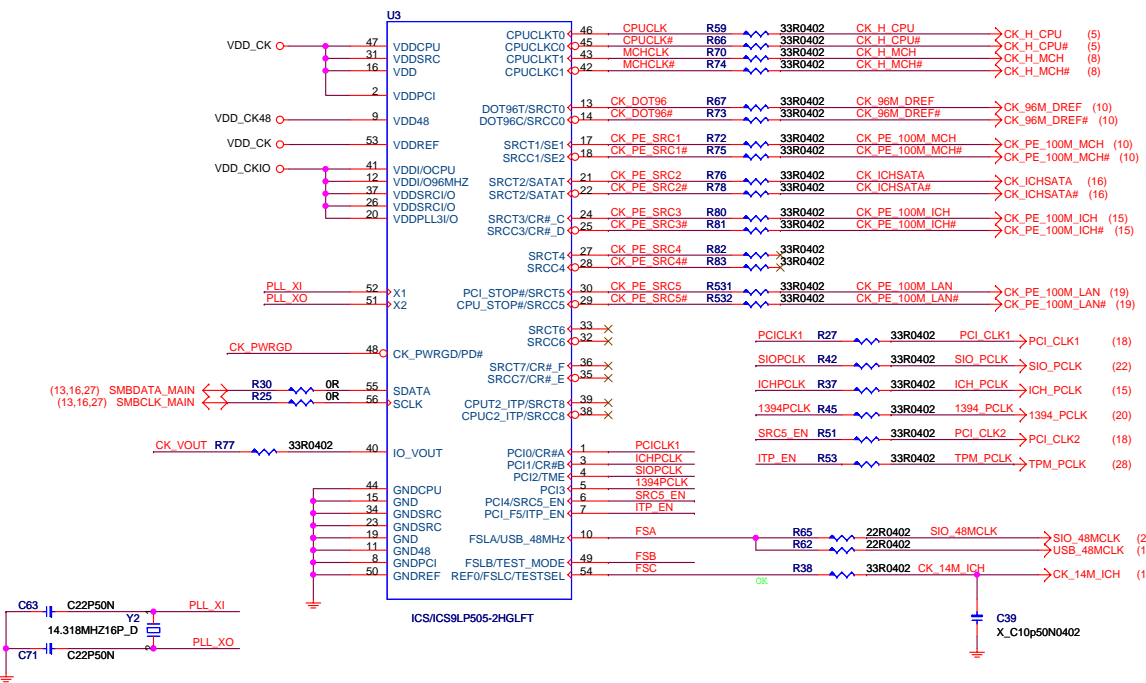 U3
VDD_CK 47 VDDCPU CPUCLKT0 46 CPUCLK R59 33R0402 CK_H_CPU CK_H_CPU (5)
31 VDDSRC CPUCLKC0 45 CPUCLK# R66 33R0402 CK_H_CPU# CK_H_CPU# (5)
16 VDD CPUCLKT1 43 MCHCLK R70 33R0402 CK_H_MCH CK_H_MCH (8)
CPUCLKC1 42 MCHCLK# R74 33R0402 CK_H_MCH# CK_H_MCH# (8)
2 VDDPCI
DOT96T/SRCT0 13 CK_DOT96 R67 33R0402 CK_96M_DREF CK_96M_DREF (10)
VDD_CK48 9 VDD48 DOT96C/SRCC0 14 CK_DOT96# R73 33R0402 CK_96M_DREF# CK_96M_DREF# (10)
VDD_CK 53 VDDREF SRCT1/SE1 17 CK_PE_SRC1 R72 33R0402 CK_PE_100M_MCH CK_PE_100M_MCH (10)
SRCC1/SE2 18 CK_PE_SRC1# R75 33R0402 CK_PE_100M_MCH# CK_PE_100M_MCH# (10)
VDD_CKIO 41 VDDI/OCPU
12 VDDI/O96MHZ SRCT2/SATAT 21 CK_PE_SRC2 R76 33R0402 CK_ICHSATA CK_ICHSATA (16)
37 VDDSRCI/O SRCT2/SATAT 22 CK_PE_SRC2# R78 33R0402 CK_ICHSATA# CK_ICHSATA# (16)
26 VDDSRCI/O
20 VDDPLL3I/O SRCT3/CR#_C 24 CK_PE_SRC3 R80 33R0402 CK_PE_100M_ICH CK_PE_100M_ICH (15)
SRCC3/CR#_D 25 CK_PE_SRC3# R81 33R0402 CK_PE_100M_ICH# CK_PE_100M_ICH# (15)
SRCT4 27 CK_PE_SRC4 R82 33R0402
SRCC4 28 CK_PE_SRC4# R83 33R0402
PLL_XI 52 X1 PCI_STOP#/SRCT5 30 CK_PE_SRC5 R531 33R0402 CK_PE_100M_LAN CK_PE_100M_LAN (19)
PLL_XO 51 X2 CPU_STOP#/SRCC5 29 CK_PE_SRC5# R532 33R0402 CK_PE_100M_LAN# CK_PE_100M_LAN# (19)
SRCT6 33
SRCC6 32 PCICLK1 R27 33R0402 PCI_CLK1 PCI_CLK1 (18)
CK_PWRGD 48 CK_PWRGD/PD#
SRCT7/CR#_F 36 SIOPCLK R42 33R0402 SIO_PCLK SIO_PCLK (22)
SRCC7/CR#_E 35
(13,16,27) SMBDATA_MAIN R30 0R 55 SDATA ICHPCLK R37 33R0402 ICH_PCLK ICH_PCLK (15)
(13,16,27) SMBCLK_MAIN R25 0R 56 SCLK CPUT2_ITP/SRCT8 39
CPUC2_ITP/SRCC8 38 1394PCLK R45 33R0402 1394_PCLK 1394_PCLK (20)
SRC5_EN R51 33R0402 PCI_CLK2 PCI_CLK2 (18)
CK_VOUT R77 33R0402 40 IO_VOUT PCI0/CR#A 1 PCICLK1
PCI1/CR#B 3 ICHPCLK ITP_EN R53 33R0402 TPM_PCLK TPM_PCLK (28)
PCI2/TME 4 SIOPCLK
44 GNDCPU PCI3 5 1394PCLK
15 GND PCI4/SRC5_EN 6 SRC5_EN
34 GNDSRC PCI_F5/ITP_EN 7 ITP_EN
23 GNDSRC
19 GND FSLA/USB_48MHz 10 FSA R65 22R0402 SIO_48MCLK SIO_48MCLK (2
11 GND48 R62 22R0402 USB_48MCLK (1
8 GNDPCI FSLB/TEST_MODE 49 FSB
50 GNDREF REF0/FSLC/TESTSEL 54 FSC R38 33R0402 CK_14M_ICH CK_14M_ICH (1
OK
ICS/ICS9LP505-2HGLFT
C63 C22P50N PLL_XI
Y2
14.318MHZ16P_D
C71 C22P50N PLL_XO
C39
X_C10p50N0402